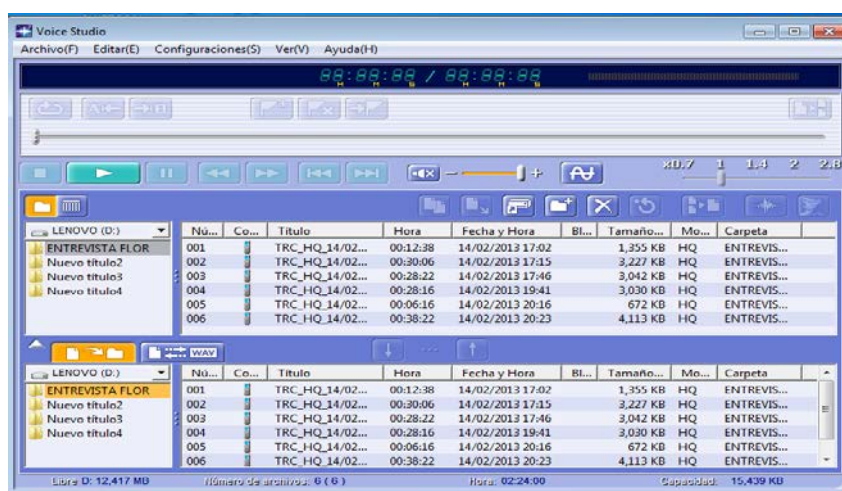 Voice Studio
Archivo(F) Editar(E) Configuraciones(S) Ver(V) Ayuda(H)
88:88:88 / 88:88:88
H M S H M S
x0.7 1 1.4 2 2.8
LENOVO (D:) Nú... Co... Título Hora Fecha y Hora Bl... Tamaño... Mo... Carpeta
ENTREVISTA FLOR 001 TRC_HQ_14/02... 00:12:38 14/02/2013 17:02 1,355 KB HQ ENTREVIS...
Nuevo título2 002 TRC_HQ_14/02... 00:30:06 14/02/2013 17:15 3,227 KB HQ ENTREVIS...
Nuevo título3 003 TRC_HQ_14/02... 00:28:22 14/02/2013 17:46 3,042 KB HQ ENTREVIS...
Nuevo título4 004 TRC_HQ_14/02... 00:28:16 14/02/2013 19:41 3,030 KB HQ ENTREVIS...
005 TRC_HQ_14/02... 00:06:16 14/02/2013 20:16 672 KB HQ ENTREVIS...
006 TRC_HQ_14/02... 00:38:22 14/02/2013 20:23 4,113 KB HQ ENTREVIS...
WAV
LENOVO (D:) Nú... Co... Título Hora Fecha y Hora Bl... Tamaño... Mo... Carpeta
ENTREVISTA FLOR 001 TRC_HQ_14/02... 00:12:38 14/02/2013 17:02 1,355 KB HQ ENTREVIS...
Nuevo título2 002 TRC_HQ_14/02... 00:30:06 14/02/2013 17:15 3,227 KB HQ ENTREVIS...
Nuevo título3 003 TRC_HQ_14/02... 00:28:22 14/02/2013 17:46 3,042 KB HQ ENTREVIS...
Nuevo título4 004 TRC_HQ_14/02... 00:28:16 14/02/2013 19:41 3,030 KB HQ ENTREVIS...
005 TRC_HQ_14/02... 00:06:16 14/02/2013 20:16 672 KB HQ ENTREVIS...
006 TRC_HQ_14/02... 00:38:22 14/02/2013 20:23 4,113 KB HQ ENTREVIS...
Libre D: 12,417 MB Número de archivos: 6 ( 6 ) Hora: 02:24:00 Capacidad: 15,439 KB